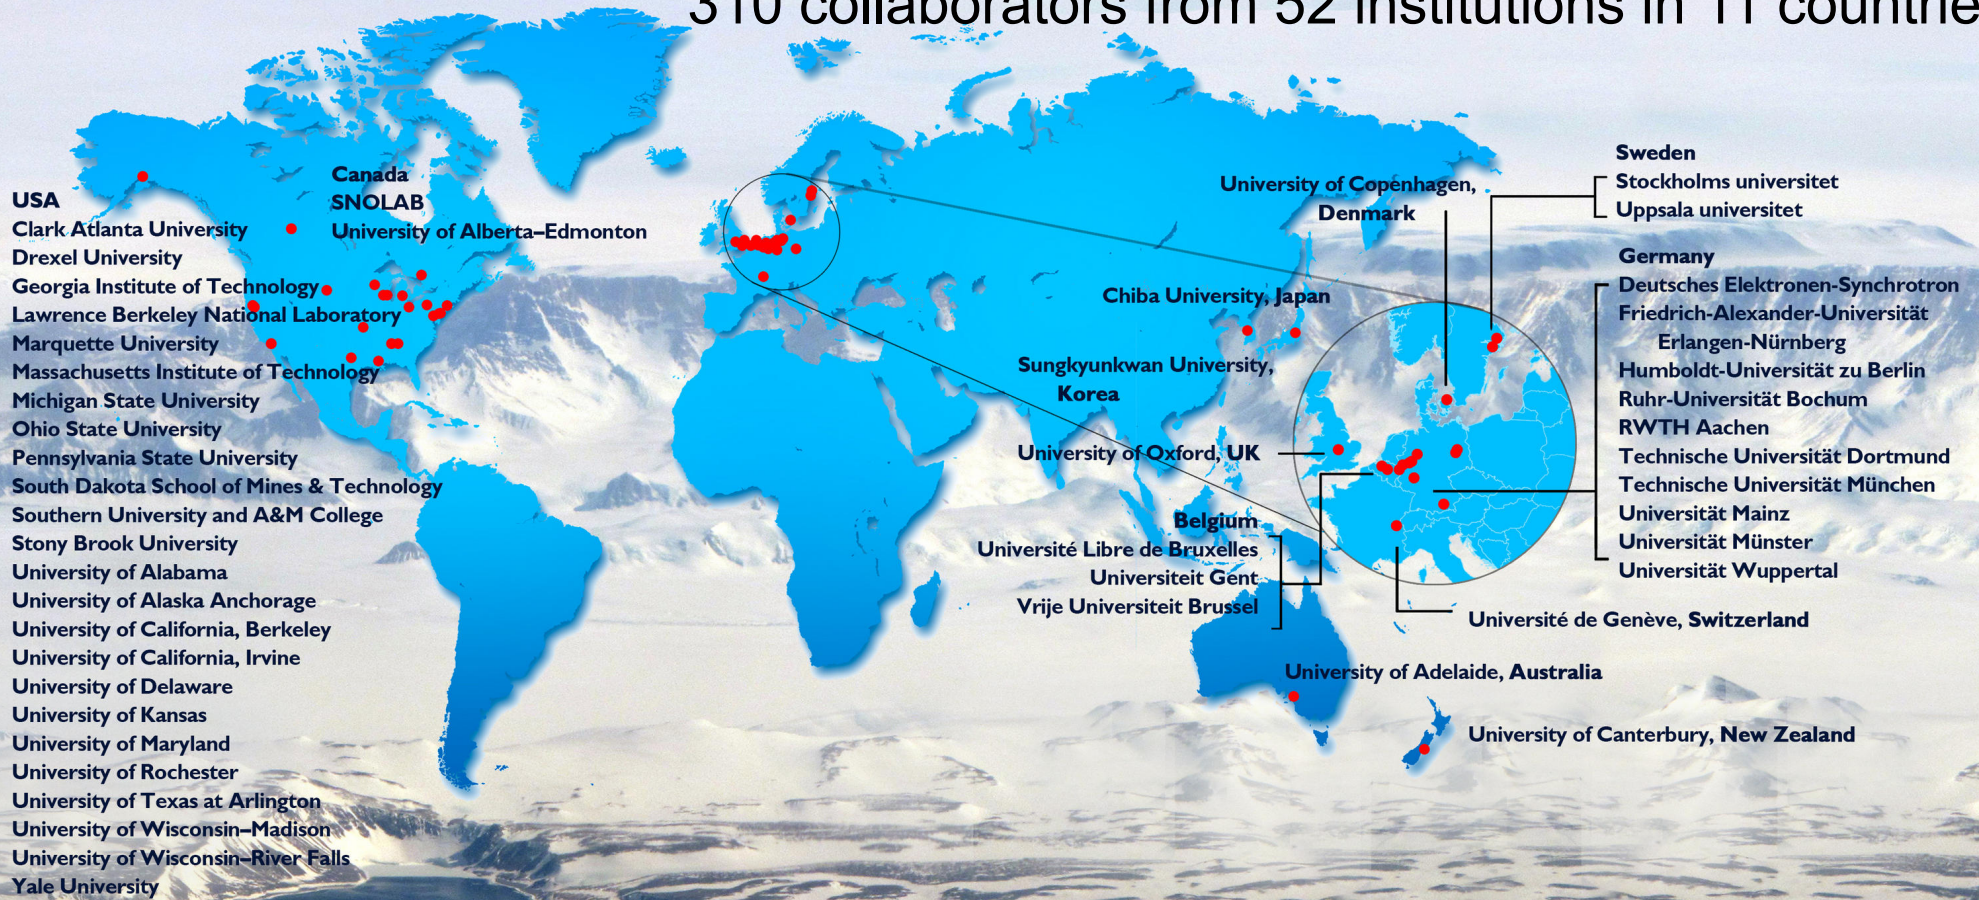 310 collaborators from 52 institutions in 11 countrie
USA
Clark Atlanta University
Drexel University
Georgia Institute of Technology
Lawrence Berkeley National Laboratory
Marquette University
Massachusetts Institute of Technology
Michigan State University
Ohio State University
Pennsylvania State University
South Dakota School of Mines & Technology
Southern University and A&M College
Stony Brook University
University of Alabama
University of Alaska Anchorage
University of California, Berkeley
University of California, Irvine
University of Delaware
University of Kansas
University of Maryland
University of Rochester
University of Texas at Arlington
University of Wisconsin–Madison
University of Wisconsin–River Falls
Yale University
Canada
SNOLAB
University of Alberta–Edmonton
University of Copenhagen,
Denmark
Chiba University, Japan
Sungkyunkwan University,
Korea
University of Oxford, UK
Belgium
Université Libre de Bruxelles
Universiteit Gent
Vrije Universiteit Brussel
Sweden
Stockholms universitet
Uppsala universitet
Germany
Deutsches Elektronen-Synchrotron
Friedrich-Alexander-Universität
Erlangen-Nürnberg
Humboldt-Universität zu Berlin
Ruhr-Universität Bochum
RWTH Aachen
Technische Universität Dortmund
Technische Universität München
Universität Mainz
Universität Münster
Universität Wuppertal
Université de Genève, Switzerland
University of Adelaide, Australia
University of Canterbury, New Zealand